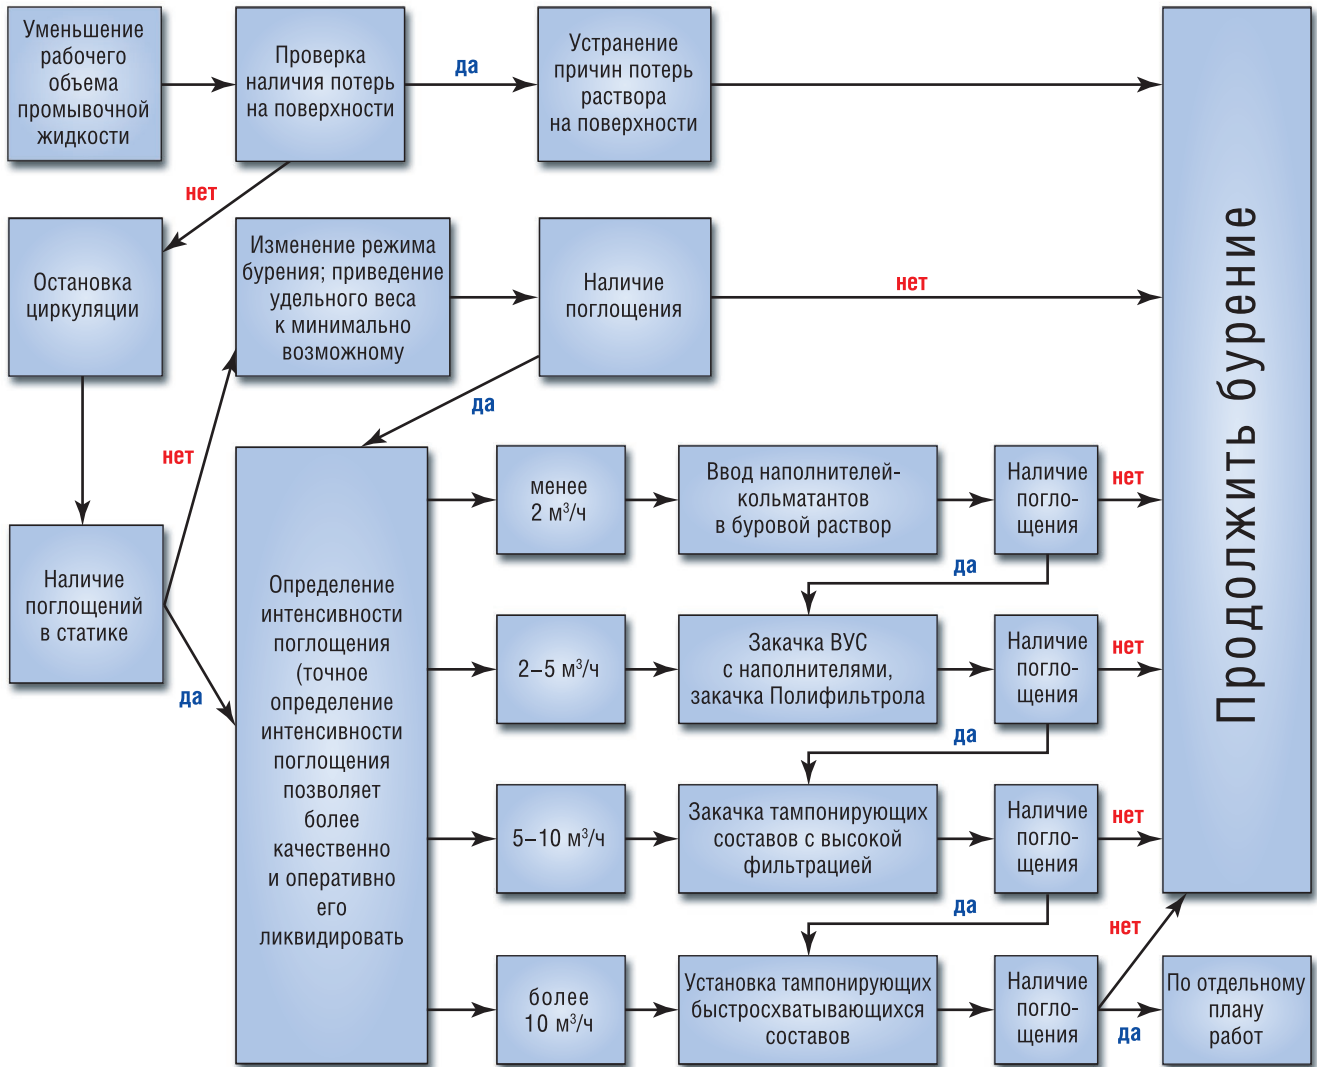 Уменьшение
рабочего
объема
промывочной
жидкости
Проверка
наличия потерь
на поверхности
да
Устранение
причин потерь
раствора
на поверхности
нет
Остановка
циркуляции
Изменение режима
бурения; приведение
удельного веса
к минимально
возможному
Наличие
поглощения
нет
да
нет
Наличие
поглощений
в статике
да
Определение
интенсивности
поглощения
(точное
определение
интенсивности
поглощения
позволяет
более
качественно
и оперативно
его
ликвидировать
менее
2 м³/ч
Ввод наполнителей-
кольматантов
в буровой раствор
Наличие
погло-
щения
нет
да
2–5 м³/ч
Закачка ВУС
с наполнителями,
закачка Полифильтрола
Наличие
погло-
щения
нет
да
5–10 м³/ч
Закачка тампонирующих
составов с высокой
фильтрацией
Наличие
погло-
щения
нет
да
более
10 м³/ч
Установка тампонирующих
быстросхватывающихся
составов
Наличие
погло-
щения
нет
да
По отдельному
плану
работ
Продолжить бурение